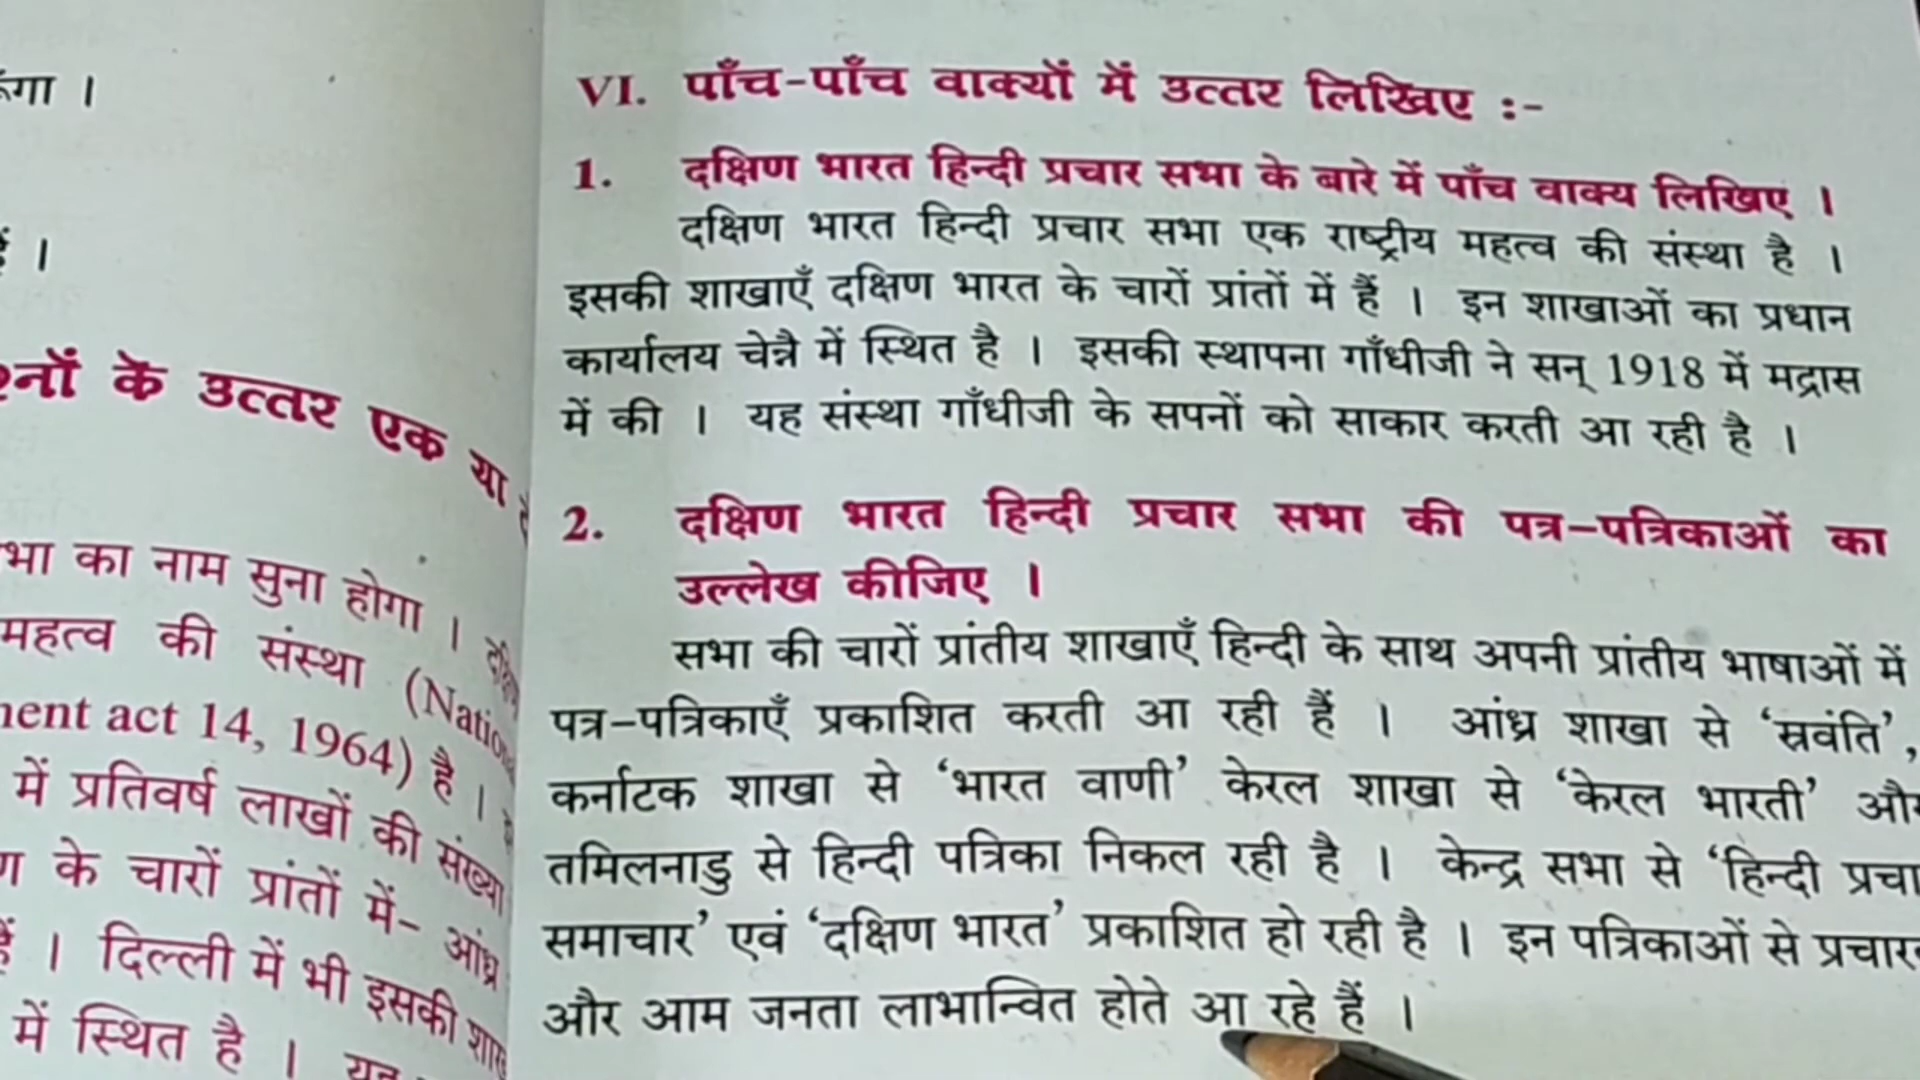 ूँगा ।
हैं ।
के उत्तर एक या
भा का नाम सुना होगा ।
महत्व की संस्था
act 14, 1964) है ।
में प्रतिवर्ष लाखों की संख्या
के चारों प्रांतों में- आंध्र
हैं । दिल्ली में भी इसकी
में स्थित है ।
VI. पाँच-पाँच वाक्यों में उत्तर लिखिए :-
1. दक्षिण भारत हिन्दी प्रचार सभा के बारे में पाँच वाक्य लिखिए ।
दक्षिण भारत हिन्दी प्रचार सभा एक राष्ट्रीय महत्व की संस्था है ।
इसकी शाखाएँ दक्षिण भारत के चारों प्रांतों में हैं । इन शाखाओं का प्रधान
कार्यालय चेन्नै में स्थित है । इसकी स्थापना गाँधीजी ने सन् 1918 में मद्रास
में की । यह संस्था गाँधीजी के सपनों को साकार करती आ रही है ।
2. दक्षिण भारत हिन्दी प्रचार सभा की पत्र-पत्रिकाओं का
उल्लेख कीजिए ।
सभा की चारों प्रांतीय शाखाएँ हिन्दी के साथ अपनी प्रांतीय भाषाओं में
पत्र-पत्रिकाएँ प्रकाशित करती आ रही हैं । आंध्र शाखा से ‘स्रवंति’,
कर्नाटक शाखा से ‘भारत वाणी’ केरल शाखा से ‘केरल भारती’ और
तमिलनाडु से हिन्दी पत्रिका निकल रही है । केन्द्र सभा से ‘हिन्दी प्रचा
समाचार’ एवं ‘दक्षिण भारत’ प्रकाशित हो रही है । इन पत्रिकाओं से प्रचार
और आम जनता लाभान्वित होते आ रहे हैं ।